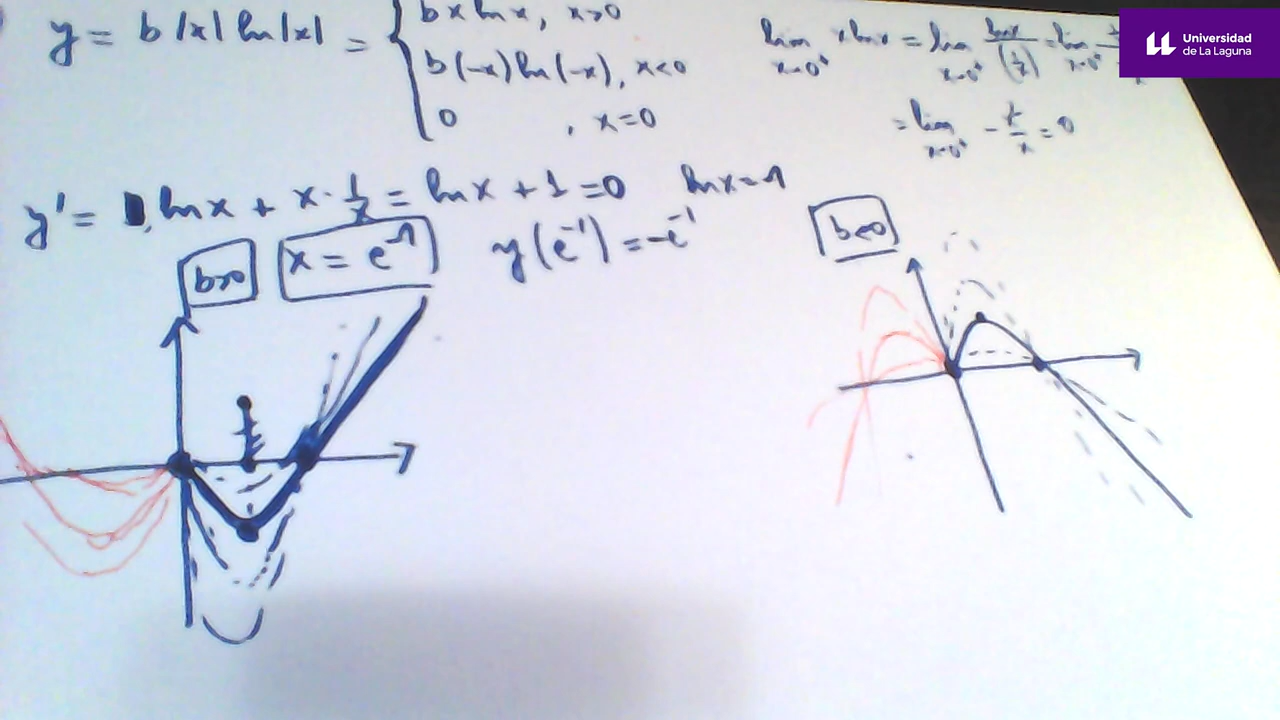 y = b|x| ln|x| = { b x ln x, x>0
b(-x) ln(-x), x<0
0 , x=0
lim x→0⁺ x ln x = lim x→0⁺ ln x / (1/x) = lim x→0⁺
= lim x→0⁺ - = 0
y' = 1. ln x + x · 1/x = ln x + 1 = 0 ln x = -1
b>0 x = e⁻¹ y(e⁻¹) = -e⁻¹
b<0
Universidad
de La Laguna